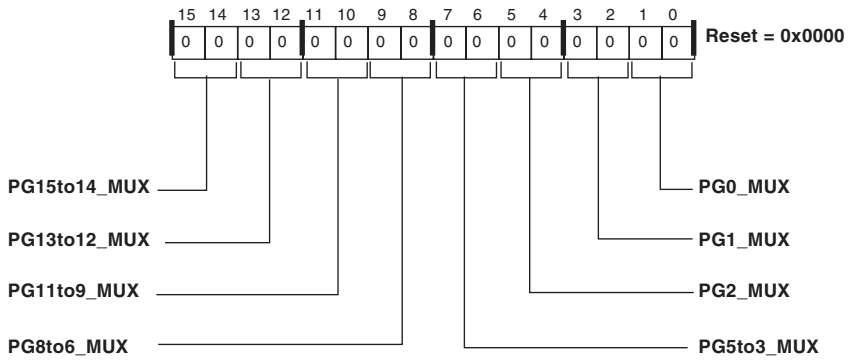 15 14 13 12 11 10 9 8 7 6 5 4 3 2 1 0
0 0 0 0 0 0 0 0 0 0 0 0 0 0 0 0 Reset = 0x0000
PG15to14_MUX PG0_MUX
PG13to12_MUX PG1_MUX
PG11to9_MUX PG2_MUX
PG8to6_MUX PG5to3_MUX